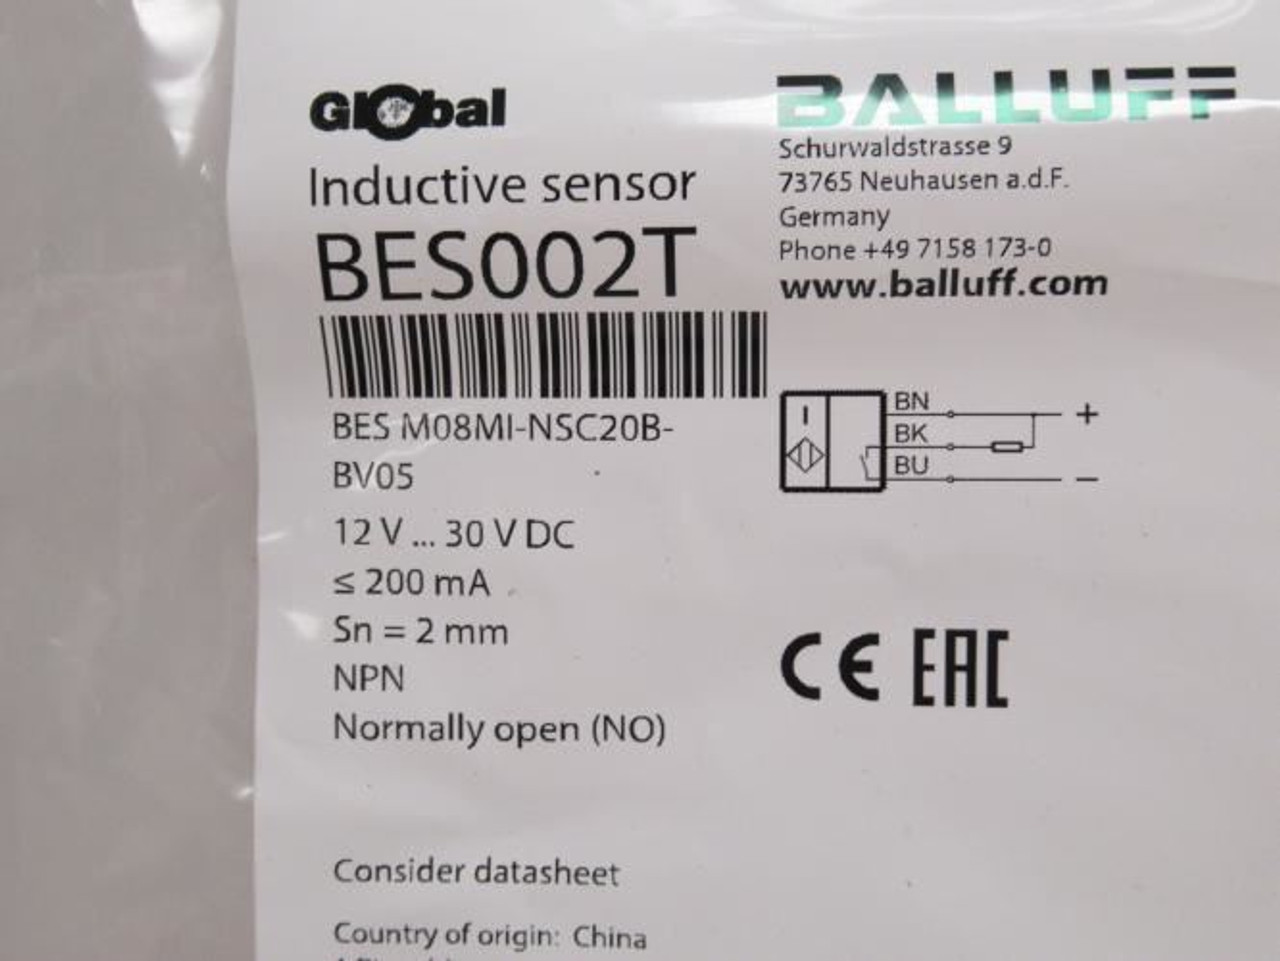 Global
Inductive sensor
BES002T
BES M08MI-NSC20B-
BV05
12 V ... 30 V DC
≤ 200 mA
Sn = 2 mm
NPN
Normally open (NO)
Consider datasheet
Country of origin: China
BALLUFF
Schurwaldstrasse 9
73765 Neuhausen a.d.F.
Germany
Phone +49 7158 173-0
www.balluff.com
BN
+
BK
BU
−
CE EAC